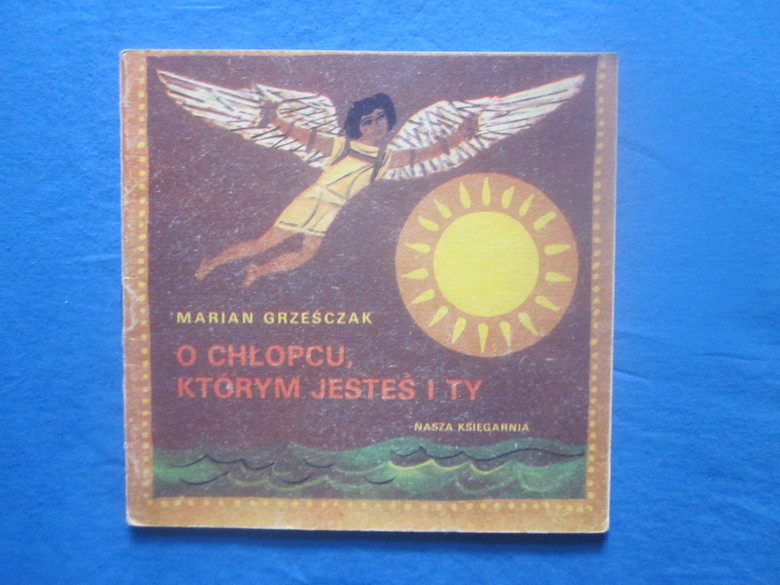 MARIAN GRZEŚCZAK
O CHŁOPCU,
KTÓRYM JESTEŚ I TY
NASZA KSIĘGARNIA